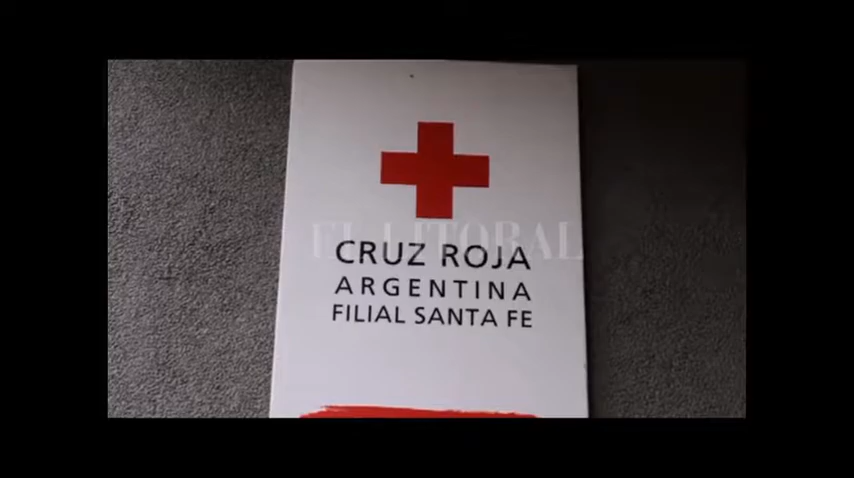 EL LITORAL
CRUZ ROJA
ARGENTINA
FILIAL SANTA FE